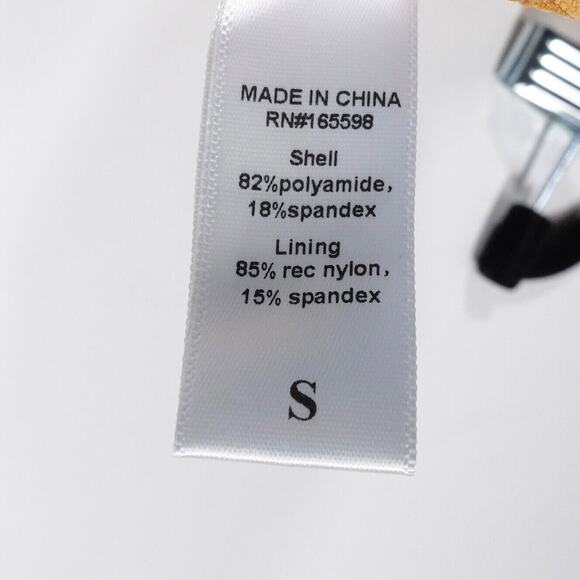 MADE IN CHINA
RN#165598
Shell
82%polyamide,
18%spandex
Lining
85% rec nylon,
15% spandex
S